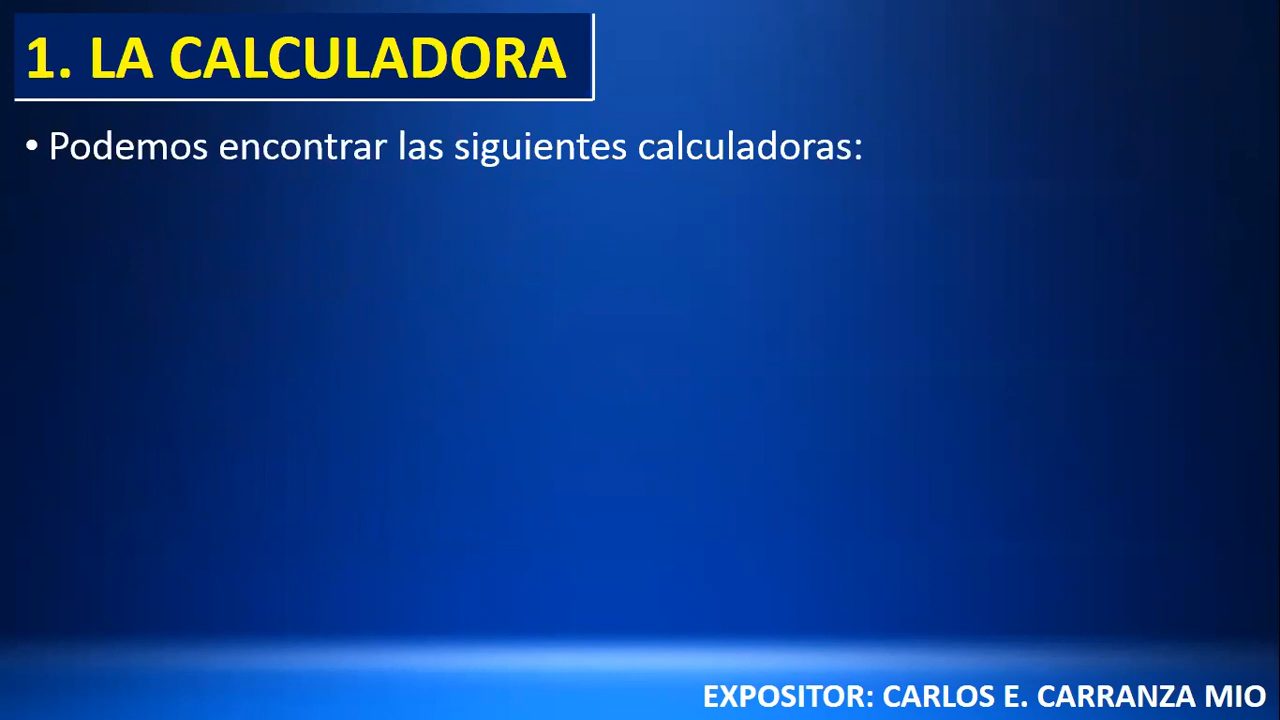 1. LA CALCULADORA
• Podemos encontrar las siguientes calculadoras:
EXPOSITOR: CARLOS E. CARRANZA MIO